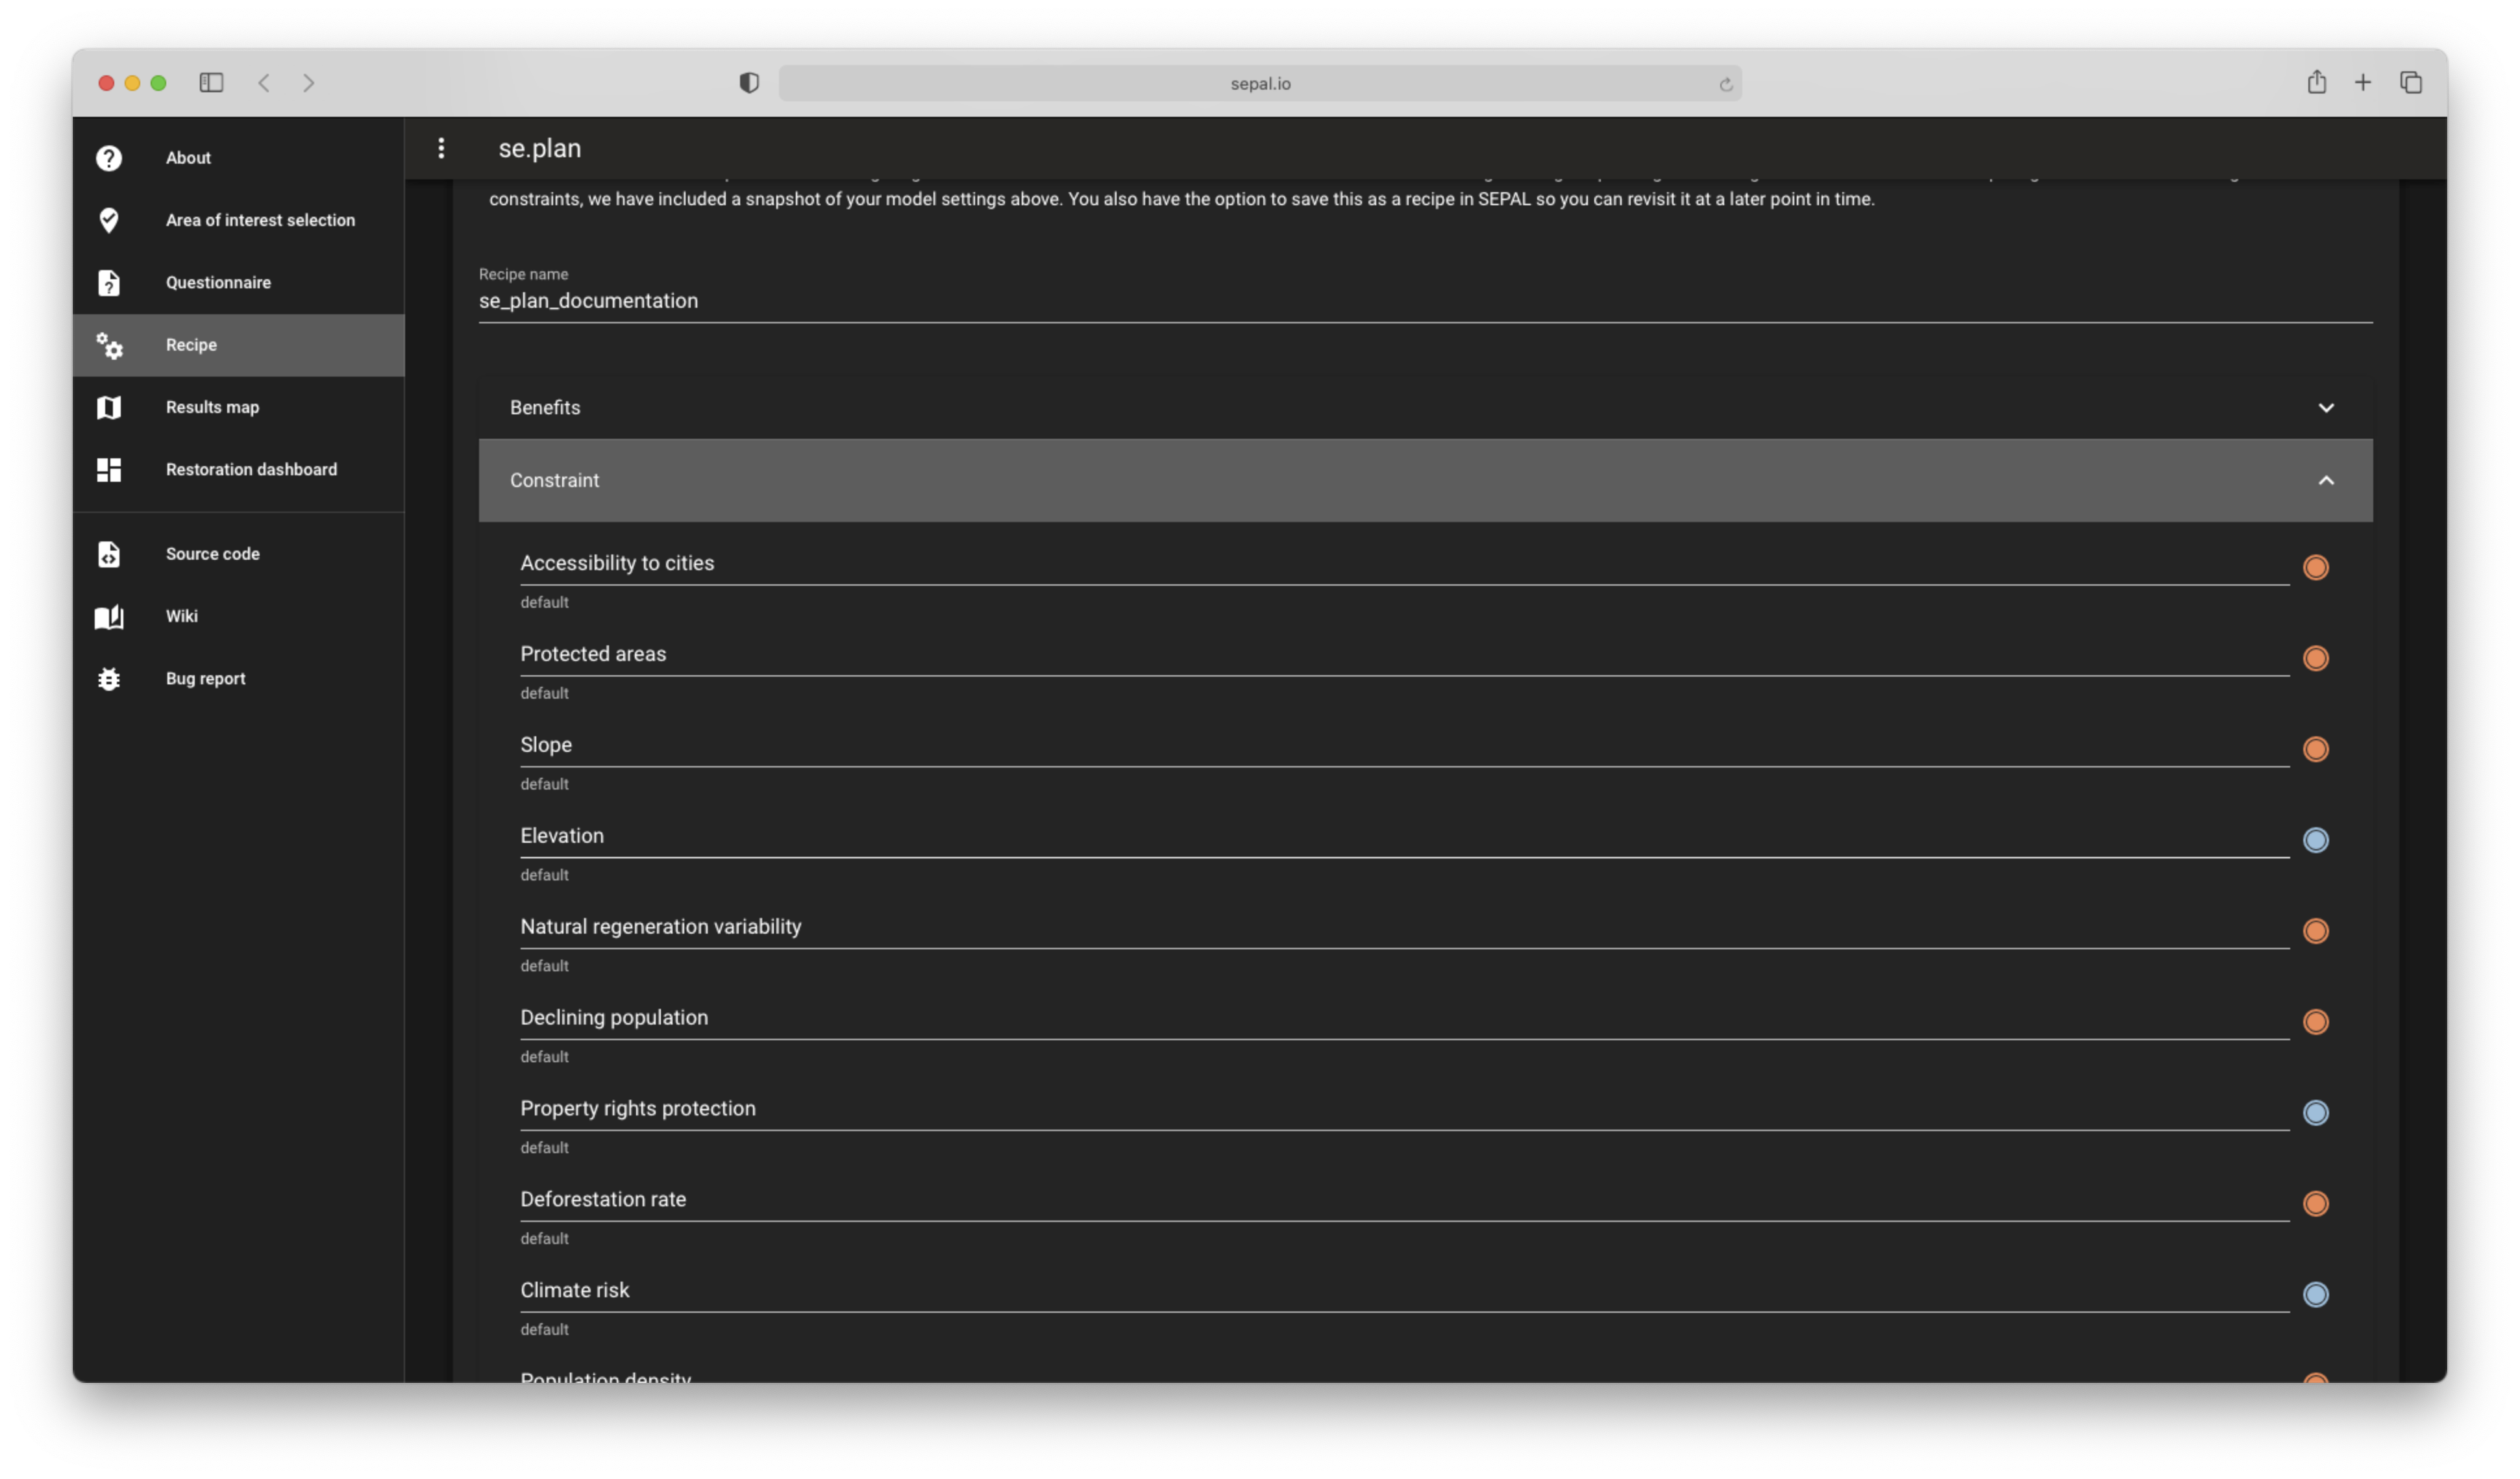 sepal.io
About
Area of interest selection
Questionnaire
Recipe
Results map
Restoration dashboard
Source code
Wiki
Bug report
se.plan
constraints, we have included a snapshot of your model settings above. You also have the option to save this as a recipe in SEPAL so you can revisit it at a later point in time.
Recipe name
se_plan_documentation
Benefits
Constraint
Accessibility to cities
default
Protected areas
default
Slope
default
Elevation
default
Natural regeneration variability
default
Declining population
default
Property rights protection
default
Deforestation rate
default
Climate risk
default
Population density